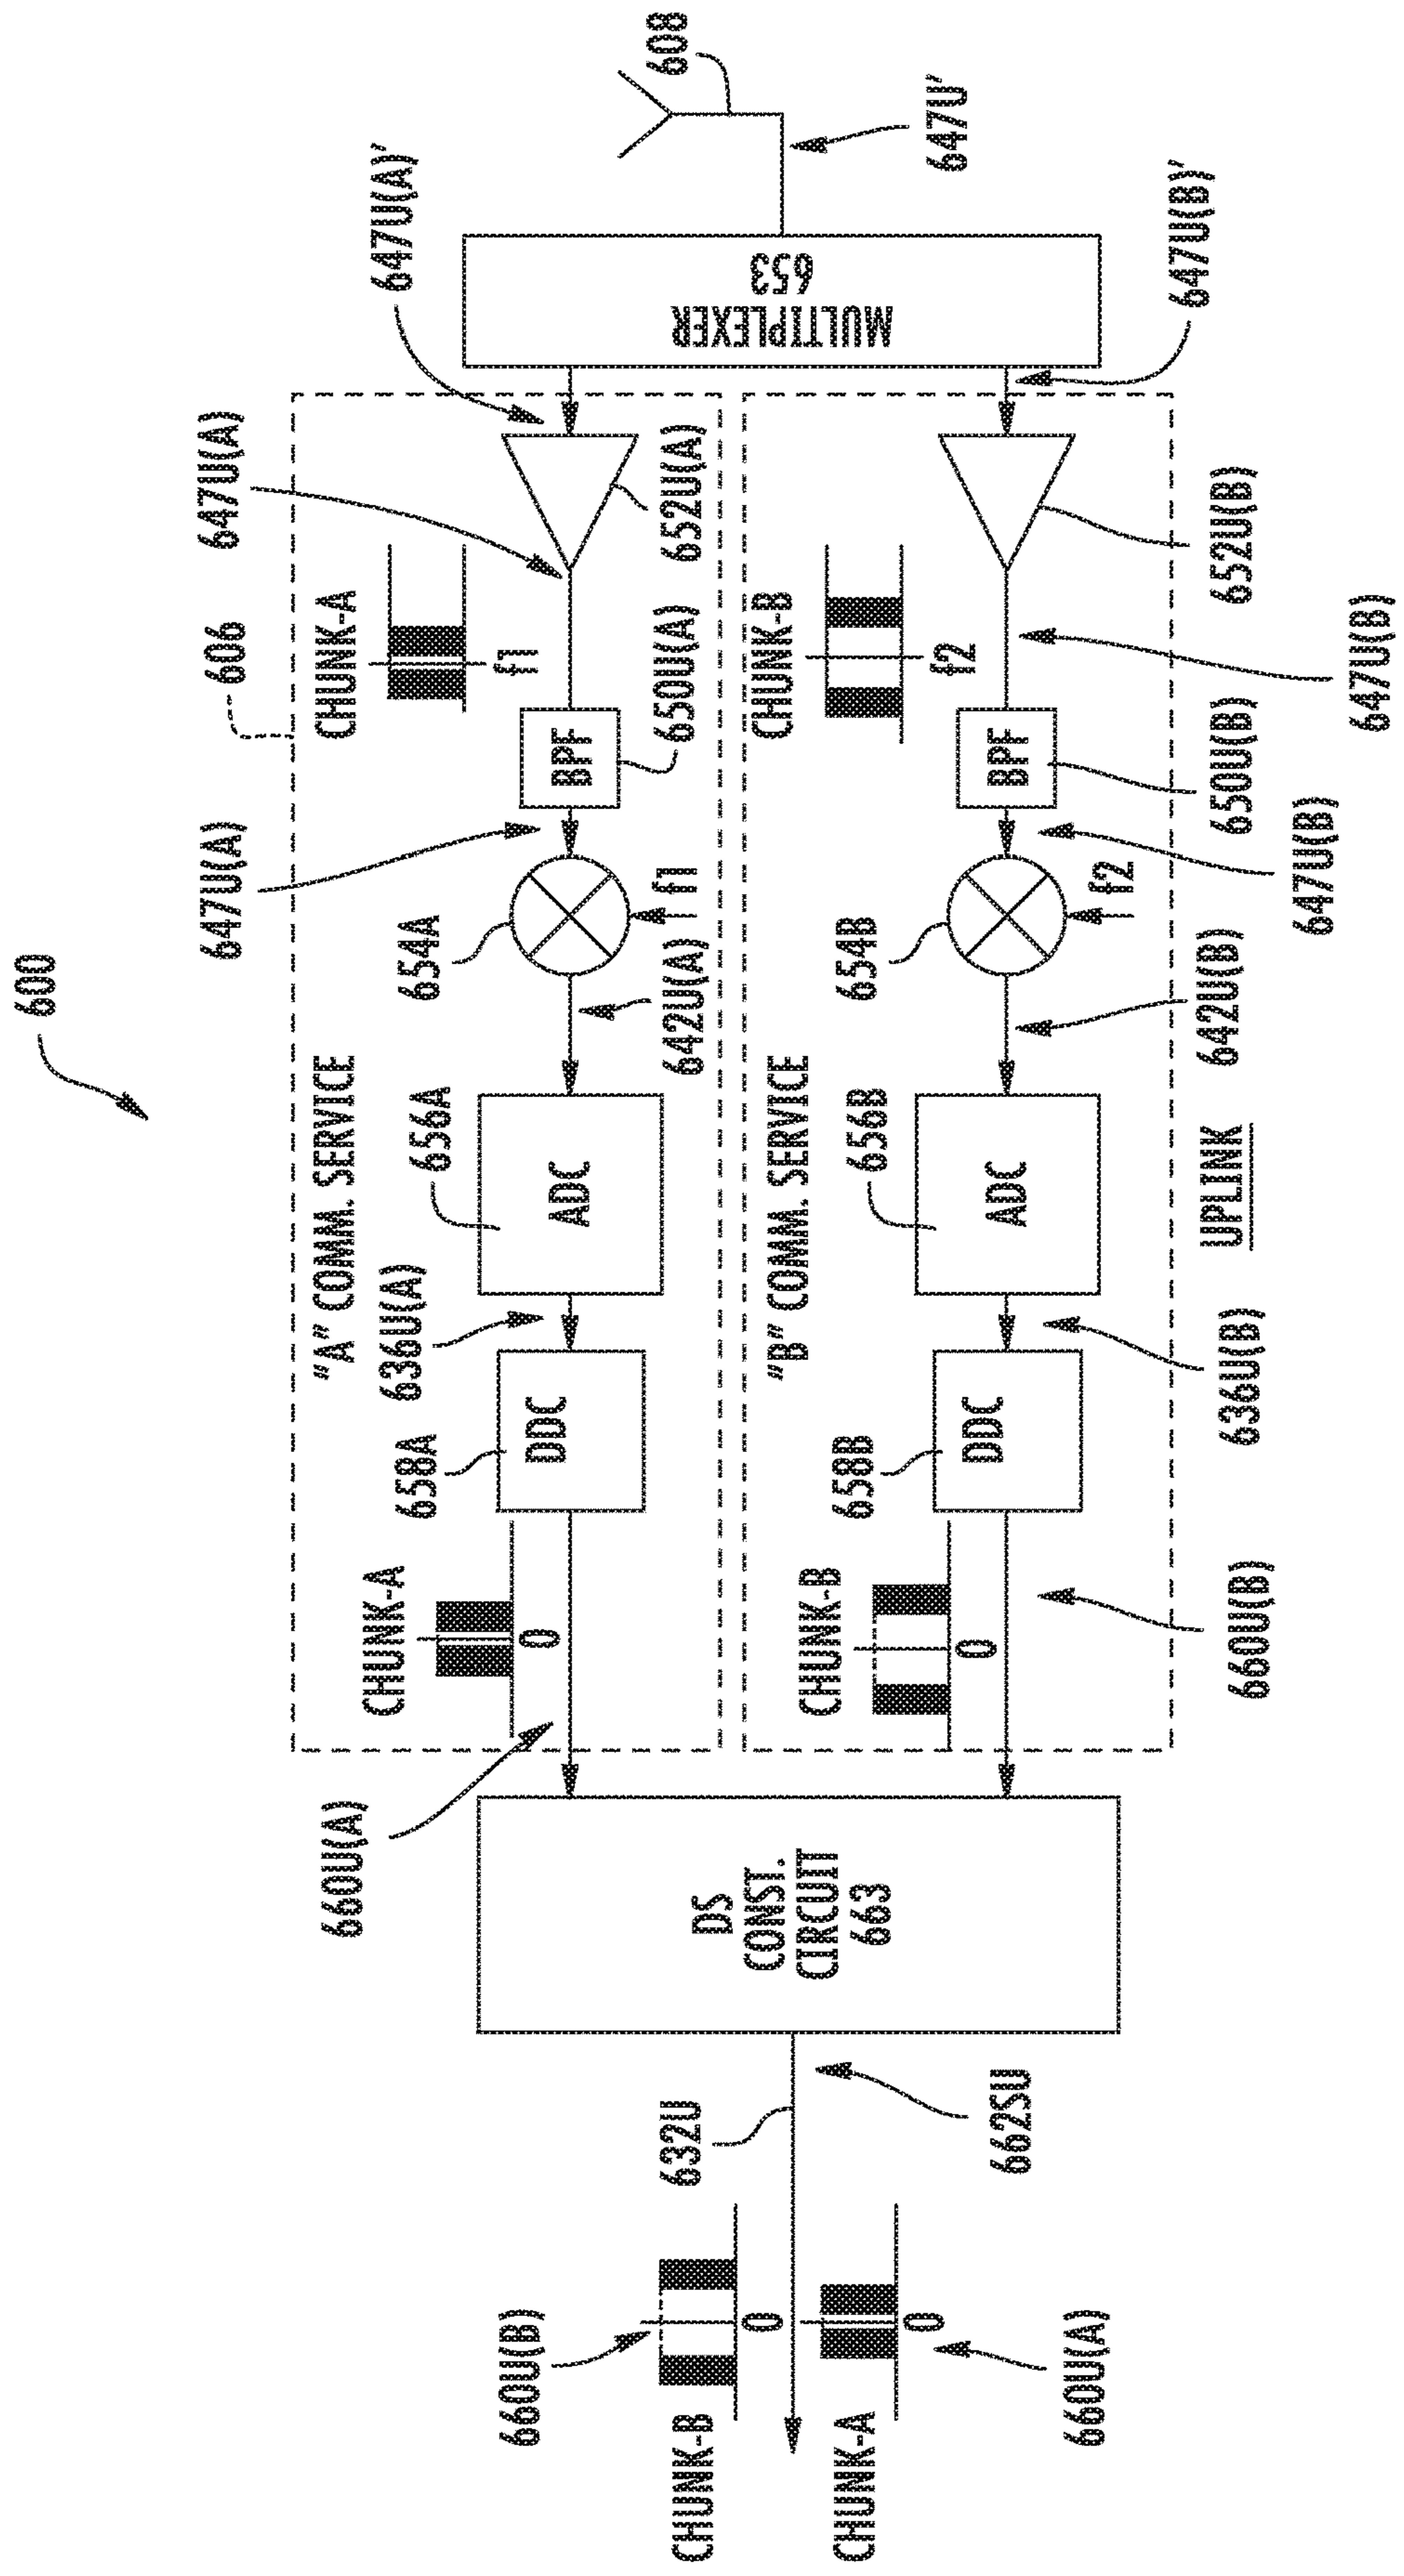 600
606
608
647U'
647U(A)'
647U(B)'
MULTIPLEXER
653
"A" COMM. SERVICE
CHUNK-A
f1
647U(A)
652U(A)
BPF
650U(A)
647U(A)
654A
f1
642U(A)
656A
ADC
636U(A)
658A
DDC
CHUNK-A
0
660U(A)
"B" COMM. SERVICE
CHUNK-B
f2
652U(B)
647U(B)
BPF
650U(B)
647U(B)
654B
f2
642U(B)
656B
ADC
636U(B)
658B
DDC
CHUNK-B
0
660U(B)
DS
CONST.
CIRCUIT
663
632U
662SU
660U(B)
CHUNK-B
0
CHUNK-A
0
660U(A)
UPLINK